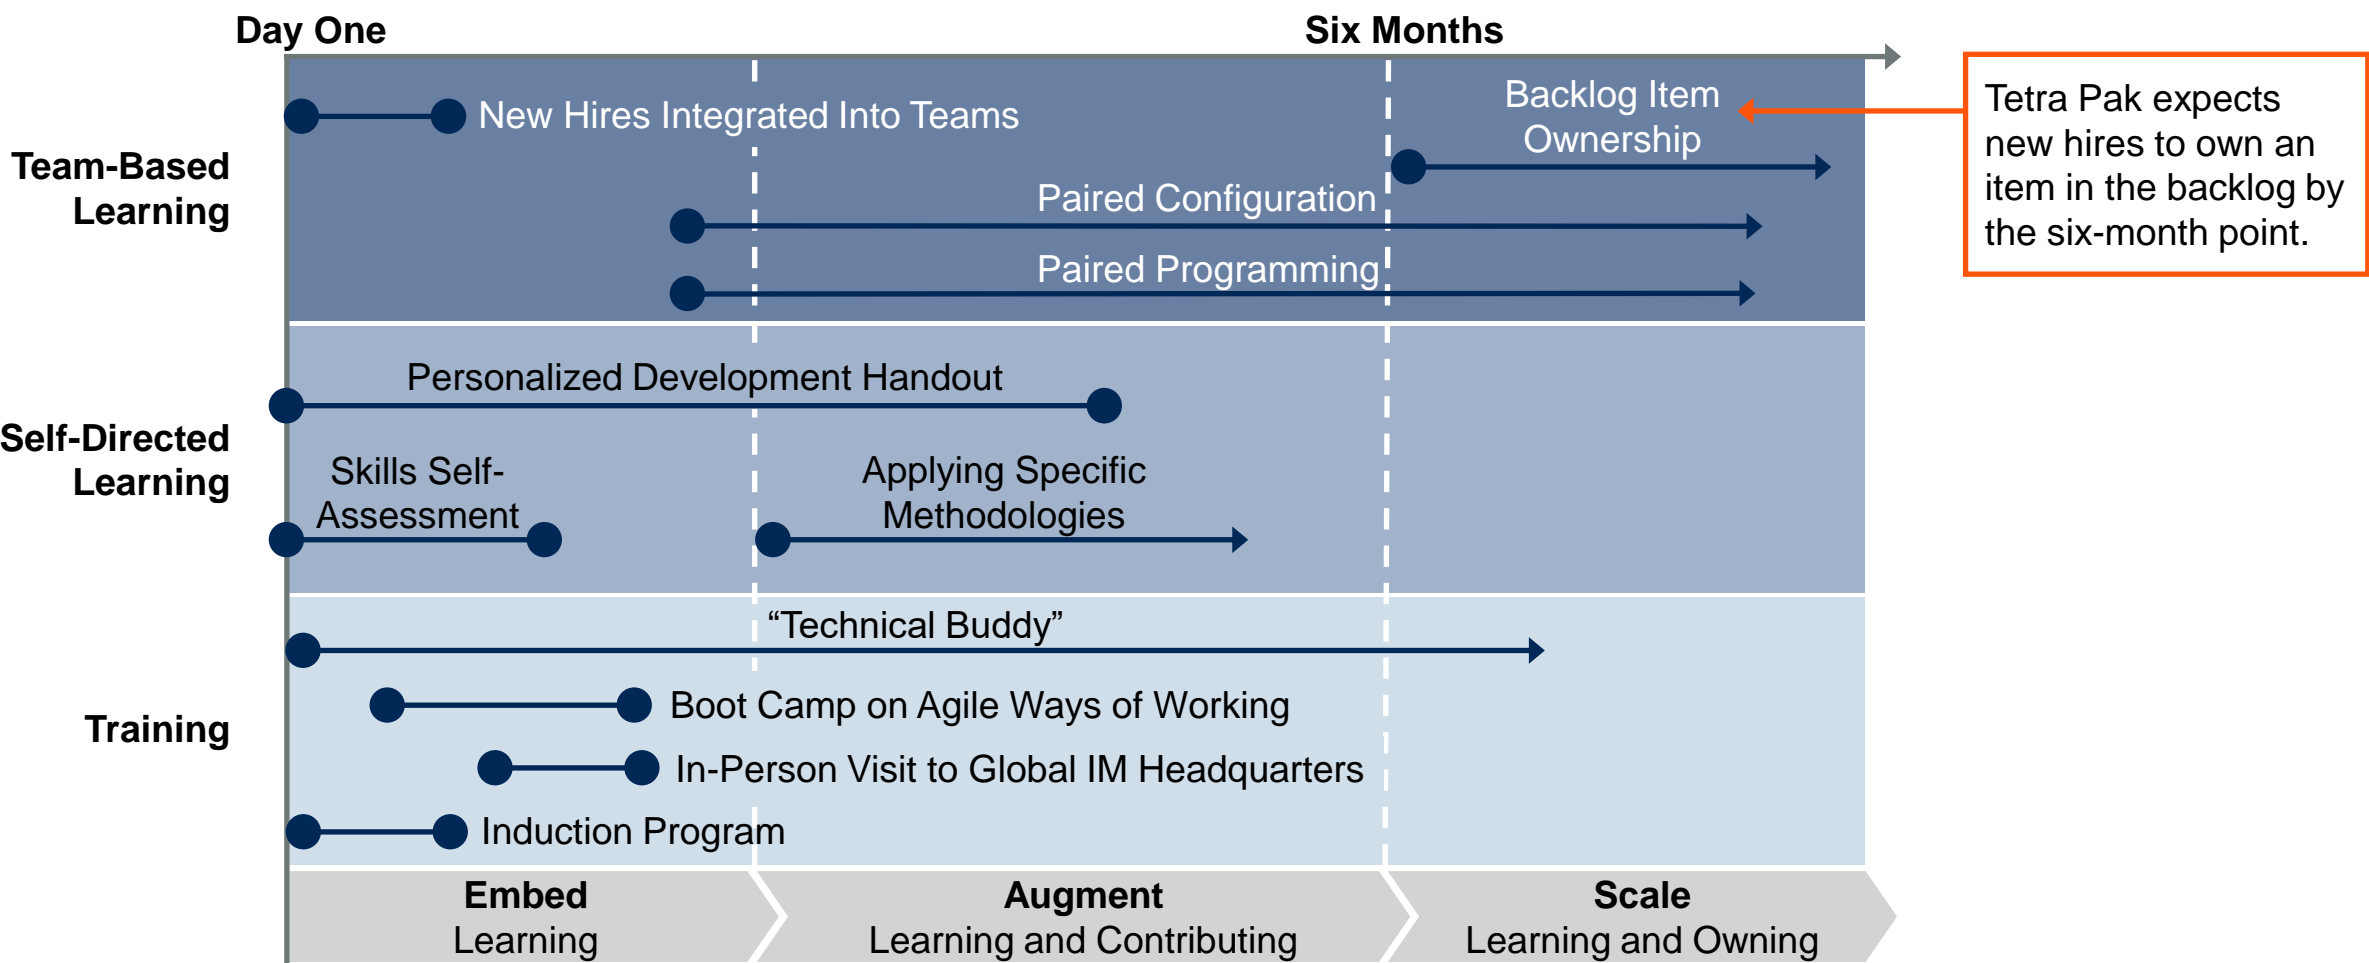 Day One
Six Months
Team-Based
Learning
New Hires Integrated Into Teams
Backlog Item
Ownership
Paired Configuration
Paired Programming
Tetra Pak expects
new hires to own an
item in the backlog by
the six-month point.
Self-Directed
Learning
Personalized Development Handout
Skills Self-
Assessment
Applying Specific
Methodologies
Training
“Technical Buddy”
Boot Camp on Agile Ways of Working
In-Person Visit to Global IM Headquarters
Induction Program
Embed
Learning
Augment
Learning and Contributing
Scale
Learning and Owning